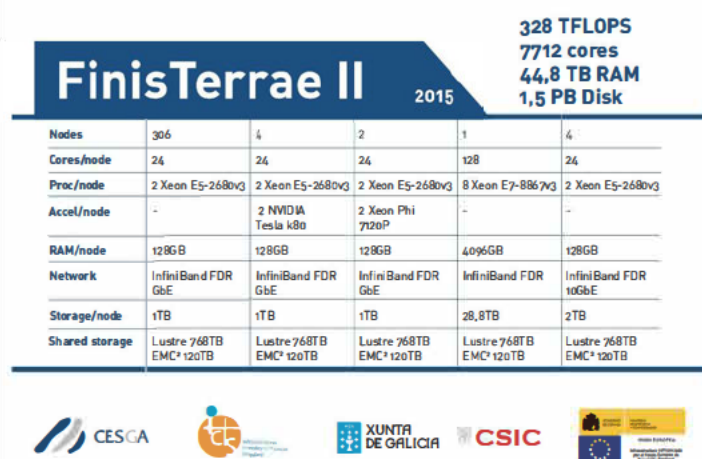 328 TFLOPS
7712 cores
44,8 TB RAM
1,5 PB Disk
FinisTerrae II 2015
Nodes 306 4 2 1 4
Cores/node 24 24 24 128 24
Proc/node 2 Xeon E5-2680v3 2 Xeon E5-2680v3 2 Xeon E5-2680v3 8 Xeon E7-8867v3 2 Xeon E5-2680v3
Accel/node - 2 NVIDIA 2 Xeon Phi - -
Tesla k80 7120P
RAM/node 128GB 128GB 128GB 4096GB 128GB
Network InfiniBand FDR InfiniBand FDR InfiniBand FDR InfiniBand FDR InfiniBand FDR
GbE GbE GbE 10GbE
Storage/node 1TB 1TB 1TB 28,8TB 2TB
Shared storage Lustre 768TB Lustre 768TB Lustre 768TB Lustre 768TB Lustre 768TB
EMC² 120TB EMC² 120TB EMC² 120TB EMC² 120TB EMC² 120TB
CESGA
XUNTA
DE GALICIA
CSIC